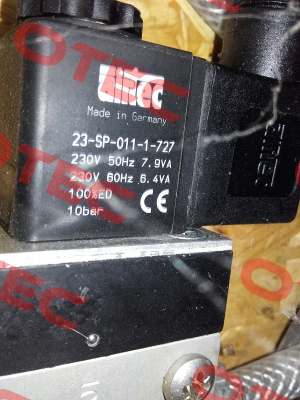 Airtec
Made in Germany
23-SP-011-1-727
230V 50Hz 7.9VA
230V 60Hz 6.4VA
100%ED
10bar
CE